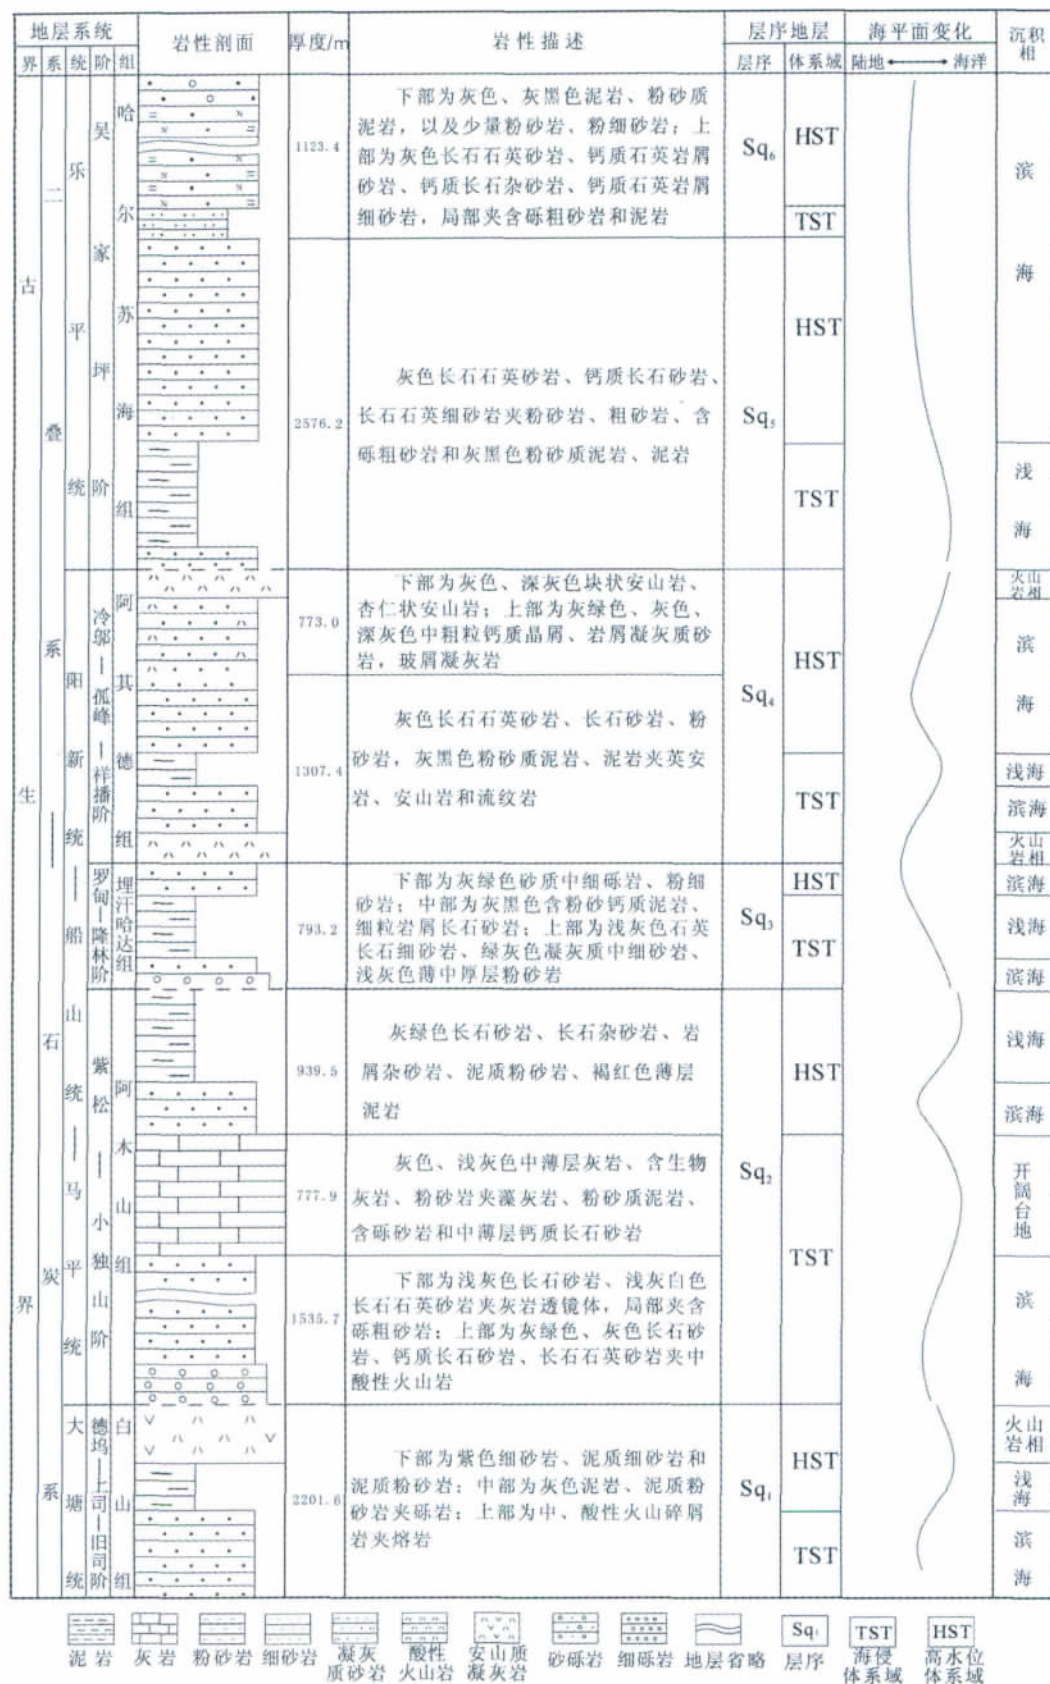 地层系统
岩性剖面
厚度/m
岩性描述
层序地层
海平面变化
沉积相
界
系
统
阶
组
层序
体系域
陆地
海洋
古生界
二叠系
石炭系
乐平统
阳新统
船山统
马平统
大塘统
吴家坪阶
冷邬
孤峰
祥播阶
罗甸
隆林阶
紫松
小独山阶
德坞
上司
旧司阶
哈尔苏海组
阿其德组
埋汗哈达组
阿木山组
白山组
1123.4
下部为灰色、灰黑色泥岩、粉砂质
泥岩，以及少量粉砂岩、粉细砂岩；上
部为灰色长石石英砂岩、钙质石英岩屑
砂岩、钙质长石杂砂岩、钙质石英岩屑
细砂岩，局部夹含砾粗砂岩和泥岩
Sq₆
HST
TST
滨海
2576.2
灰色长石石英砂岩、钙质长石砂岩、
长石石英细砂岩夹粉砂岩、粗砂岩、含
砾粗砂岩和灰黑色粉砂质泥岩、泥岩
Sq₅
HST
TST
浅海
773.0
下部为灰色、深灰色块状安山岩、
杏仁状安山岩；上部为灰绿色、灰色、
深灰色中粗粒钙质晶屑、岩屑凝灰质砂
岩，玻屑凝灰岩
1307.4
灰色长石石英砂岩、长石砂岩、粉
砂岩，灰黑色粉砂质泥岩、泥岩夹英安
岩、安山岩和流纹岩
Sq₄
HST
TST
火山岩相
滨海
浅海
滨海
火山岩相
793.2
下部为灰绿色砂质中细砾岩、粉细
砂岩；中部为灰黑色含粉砂钙质泥岩、
细粒岩屑长石砂岩；上部为浅灰色石英
长石细砂岩、绿灰色凝灰质中细砂岩、
浅灰色薄中厚层粉砂岩
Sq₃
HST
TST
滨海
浅海
滨海
939.5
灰绿色长石砂岩、长石杂砂岩、岩
屑杂砂岩、泥质粉砂岩、褐红色薄层
泥岩
777.9
灰色、浅灰色中薄层灰岩、含生物
灰岩、粉砂岩夹藻灰岩、粉砂质泥岩、
含砾砂岩和中薄层钙质长石砂岩
1535.7
下部为浅灰色长石砂岩、浅灰白色
长石石英砂岩夹灰岩透镜体，局部夹含
砾粗砂岩；上部为灰绿色、灰色长石砂
岩、钙质长石砂岩、长石石英砂岩夹中
酸性火山岩
Sq₂
HST
TST
浅海
滨海
开阔台地
滨海
2201.6
下部为紫色细砂岩、泥质细砂岩和
泥质粉砂岩；中部为灰色泥岩、泥质粉
砂岩夹砾岩；上部为中、酸性火山碎屑
岩夹熔岩
Sq₁
HST
TST
火山岩相
浅海
滨海
泥岩
灰岩
粉砂岩
细砂岩
凝灰质砂岩
酸性火山岩
安山质凝灰岩
砂砾岩
细砾岩
地层省略
Sq₁
层序
TST
海侵体系域
HST
高水位体系域